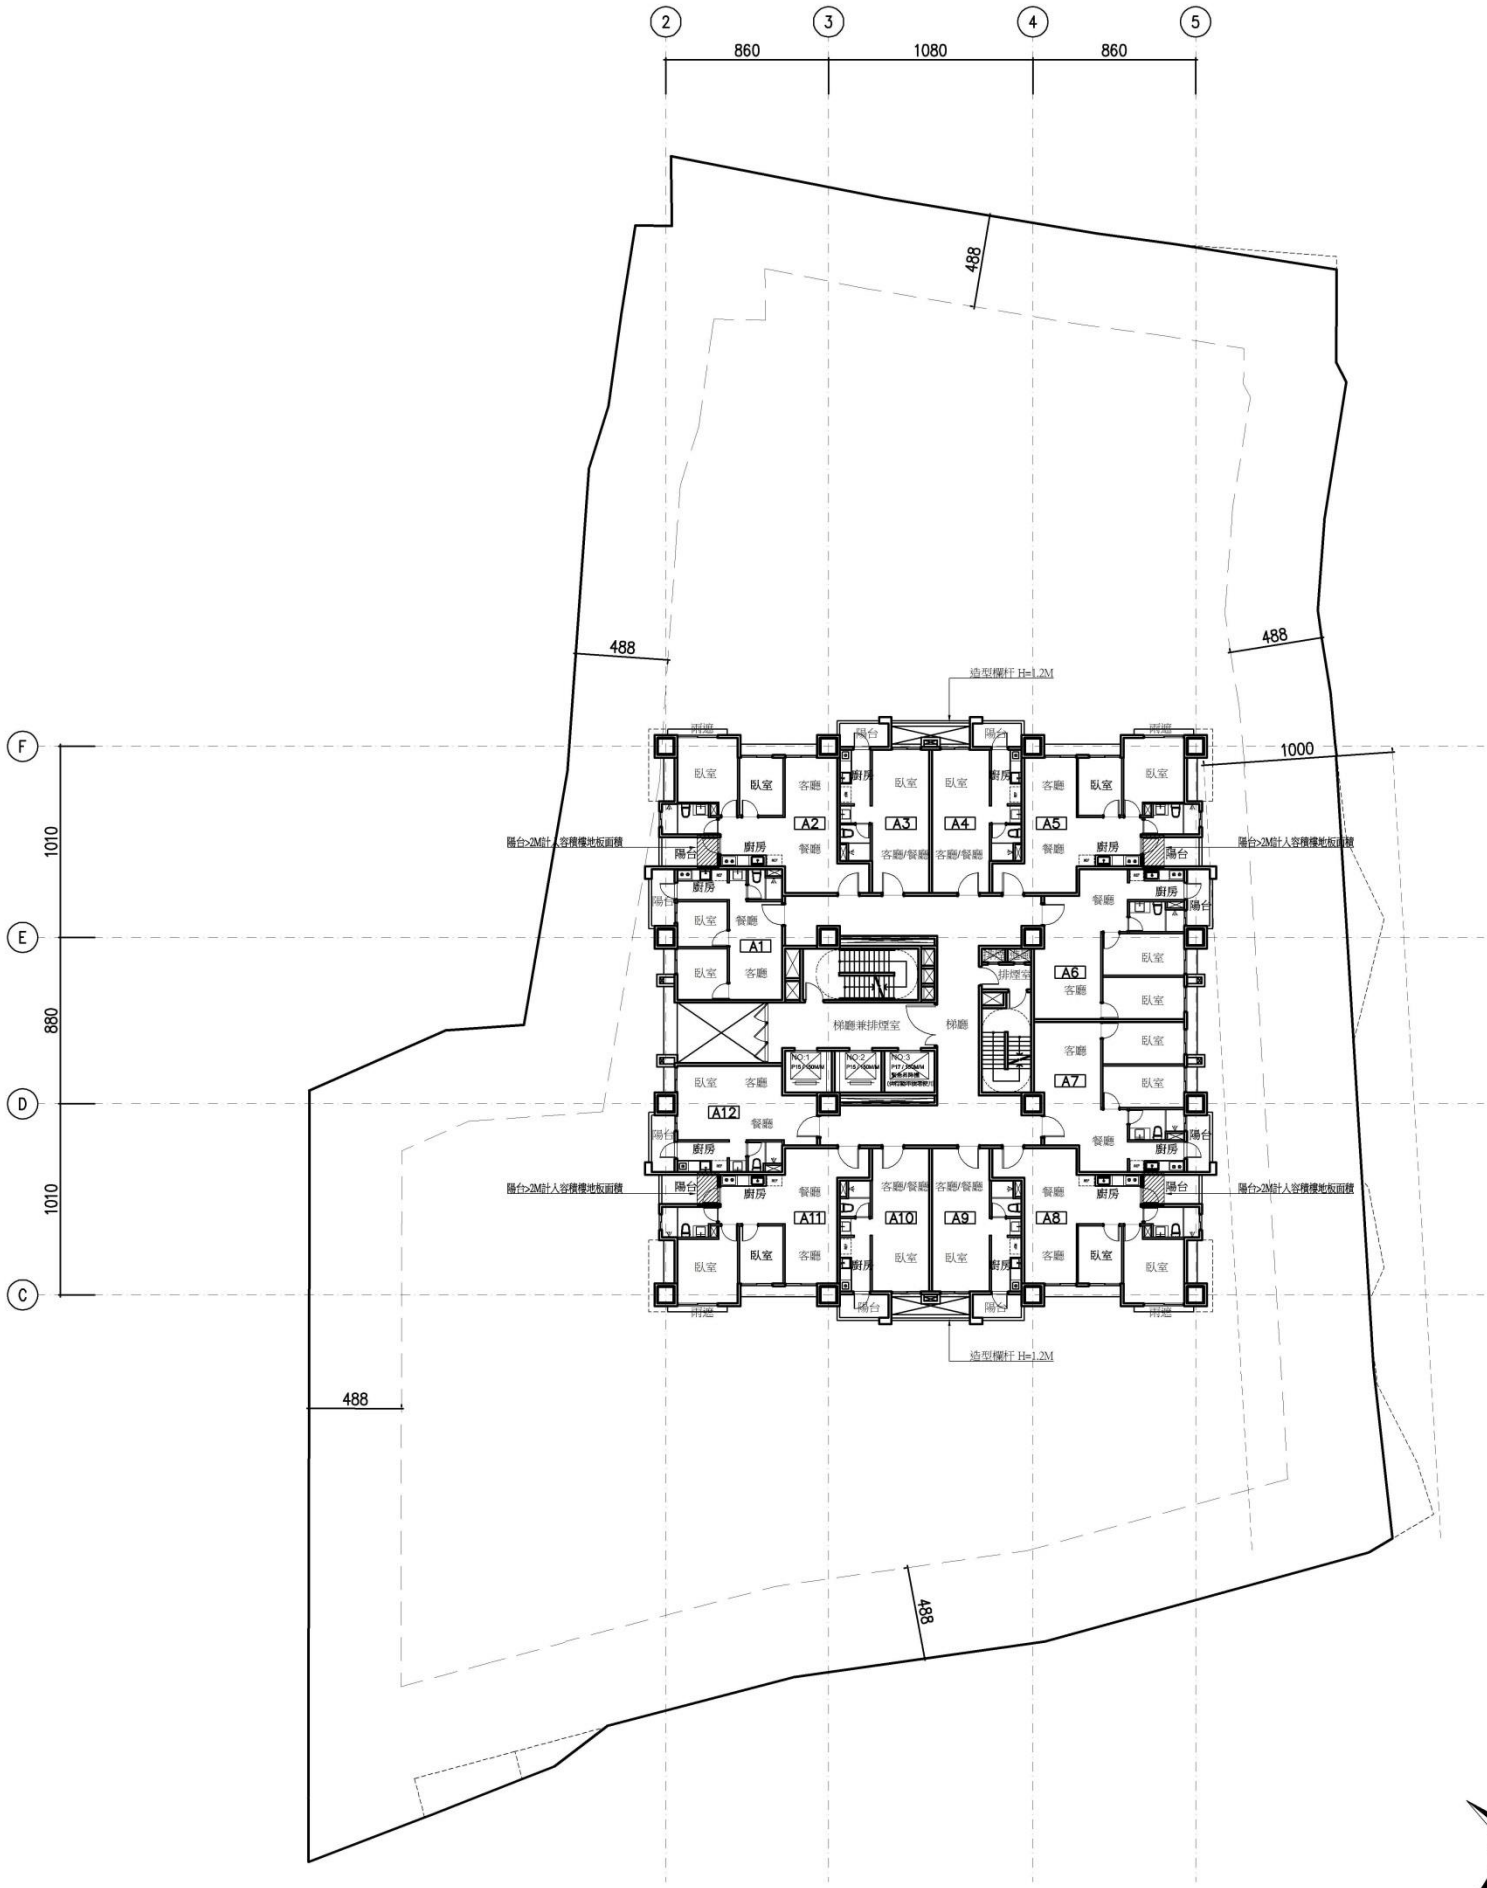 2 3 4 5
860 1080 860
488
488
488
造型欄杆 H=1.2M
F
雨遮 陽台 陽台 雨遮
1000
臥室 臥室 客廳 廚房 臥室 臥室 廚房 客廳 臥室 臥室
A2 A3 A4 A5
1010
陽台>2M計入容積樓地板面積 陽台 廚房 餐廳 客廳/餐廳 客廳/餐廳 餐廳 廚房 陽台 陽台>2M計入容積樓地板面積
廚房 餐廳 廚房
陽台 陽台
臥室 餐廳
E
A1
臥室
臥室 客廳 排煙室 A6
客廳 臥室
880
梯廳兼排煙室 梯廳 臥室
客廳
NO:1 NO:2 NO:3
P15/150M/M P15/150M/M
臥室 客廳 A7 臥室
D
A12
餐廳
陽台 餐廳 陽台
廚房 廚房
陽台>2M計入容積樓地板面積 陽台 廚房 餐廳 客廳/餐廳 客廳/餐廳 餐廳 廚房 陽台 陽台>2M計入容積樓地板面積
1010
A11 A10 A9 A8
臥室 臥室 客廳 廚房 臥室 臥室 廚房 客廳 臥室 臥室
C
雨遮 陽台 陽台 雨遮
造型欄杆 H=1.2M
488
488